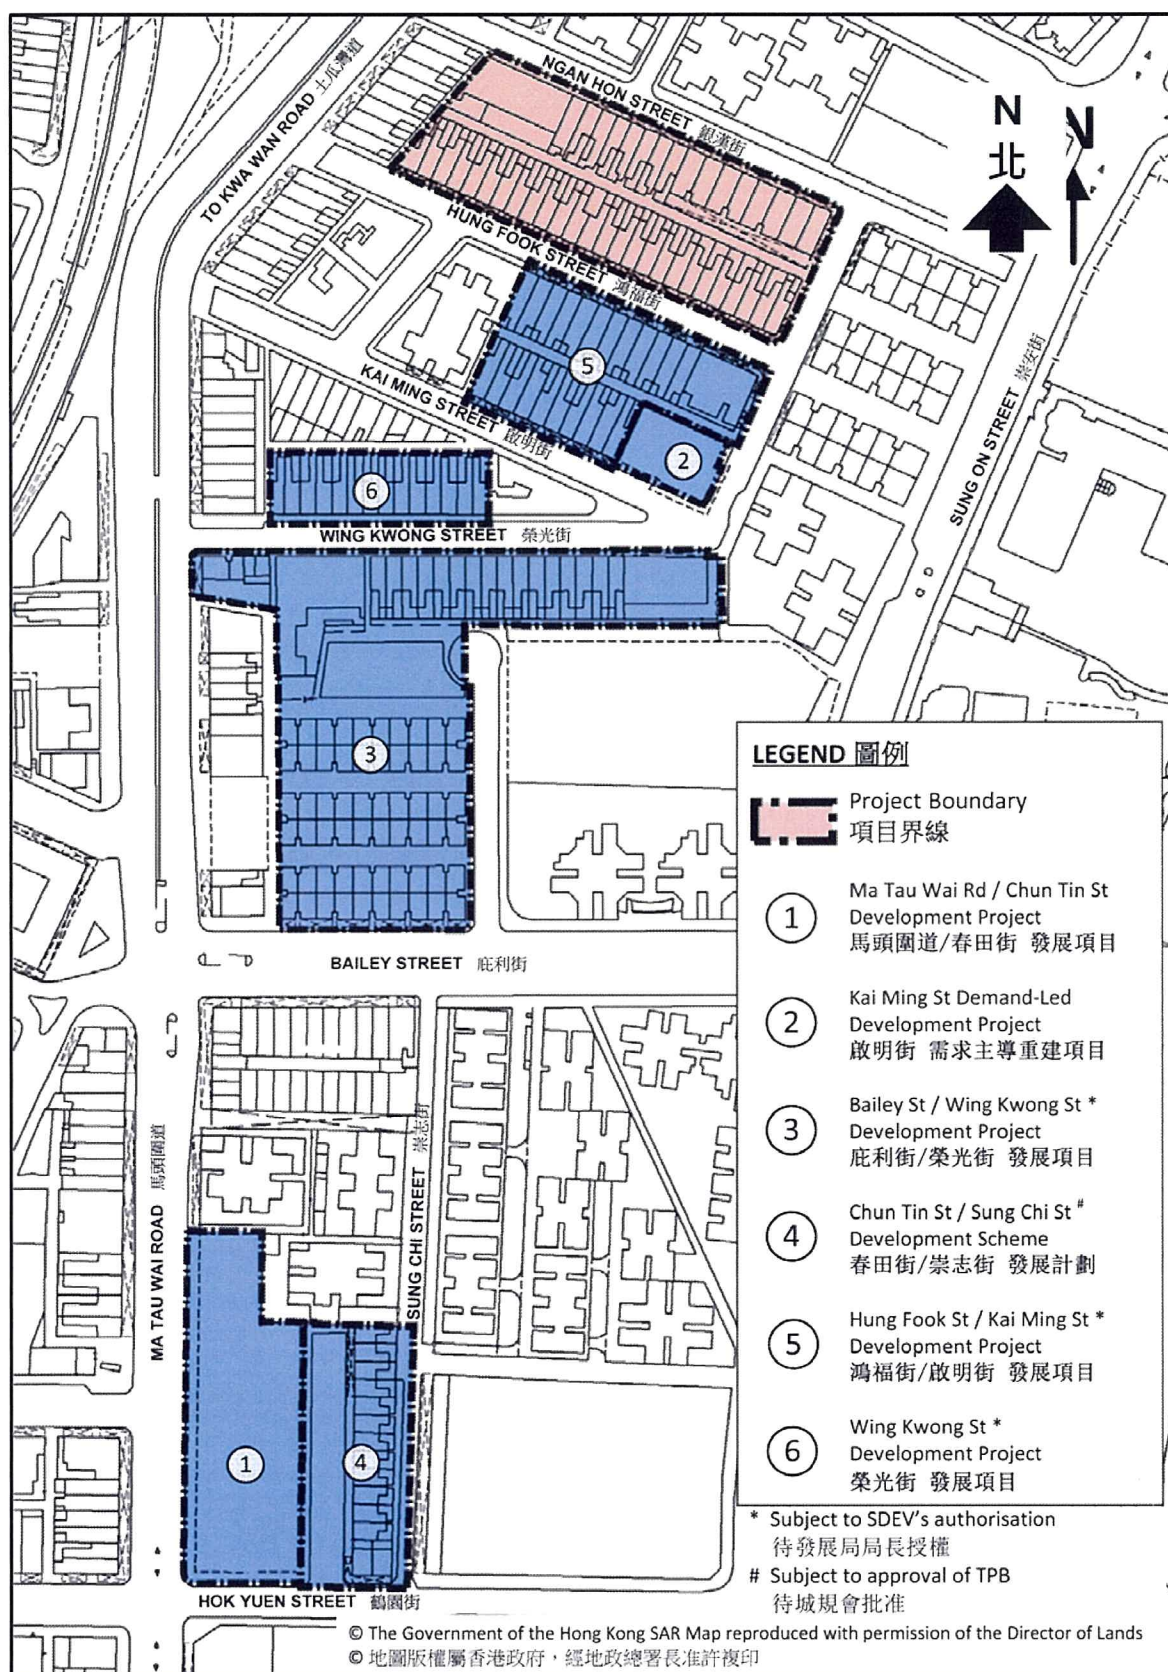 NGAN HON STREET 銀漢街
TO KWA WAN ROAD 土瓜灣道
N
北
N
HUNG FOOK STREET 鴻福街
5
KAI MING STREET 啟明街
2
SUNG ON STREET 崇安街
6
WING KWONG STREET 榮光街
3
BAILEY STREET 庇利街
MA TAU WAI ROAD 馬頭圍道
SUNG CHI STREET 崇志街
1
4
HOK YUEN STREET 鶴園街
LEGEND 圖例
Project Boundary
項目界線
1
Ma Tau Wai Rd / Chun Tin St
Development Project
馬頭圍道/春田街 發展項目
2
Kai Ming St Demand-Led
Development Project
啟明街 需求主導重建項目
3
Bailey St / Wing Kwong St *
Development Project
庇利街/榮光街 發展項目
4
Chun Tin St / Sung Chi St #
Development Scheme
春田街/崇志街 發展計劃
5
Hung Fook St / Kai Ming St *
Development Project
鴻福街/啟明街 發展項目
6
Wing Kwong St *
Development Project
榮光街 發展項目
* Subject to SDEV's authorisation
待發展局局長授權
# Subject to approval of TPB
待城規會批准
© The Government of the Hong Kong SAR Map reproduced with permission of the Director of Lands
© 地圖版權屬香港政府，經地政總署長准許複印